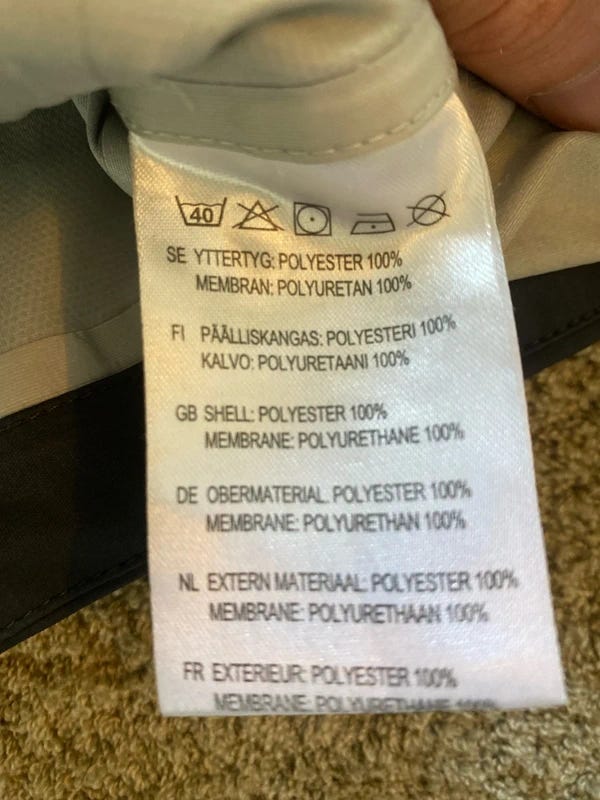 40
SE YTTERTYG: POLYESTER 100%
MEMBRAN: POLYURETAN 100%
FI PÄÄLLISKANGAS: POLYESTERI 100%
KALVO: POLYURETAANI 100%
GB SHELL: POLYESTER 100%
MEMBRANE: POLYURETHANE 100%
DE OBERMATERIAL. POLYESTER 100%
MEMBRANE: POLYURETHAN 100%
NL EXTERN MATERIAAL: POLYESTER 100%
MEMBRANE: POLYURETHAAN 100%
FR EXTERIEUR: POLYESTER 100%
MEMBRANE: POLYURETHANE 100%